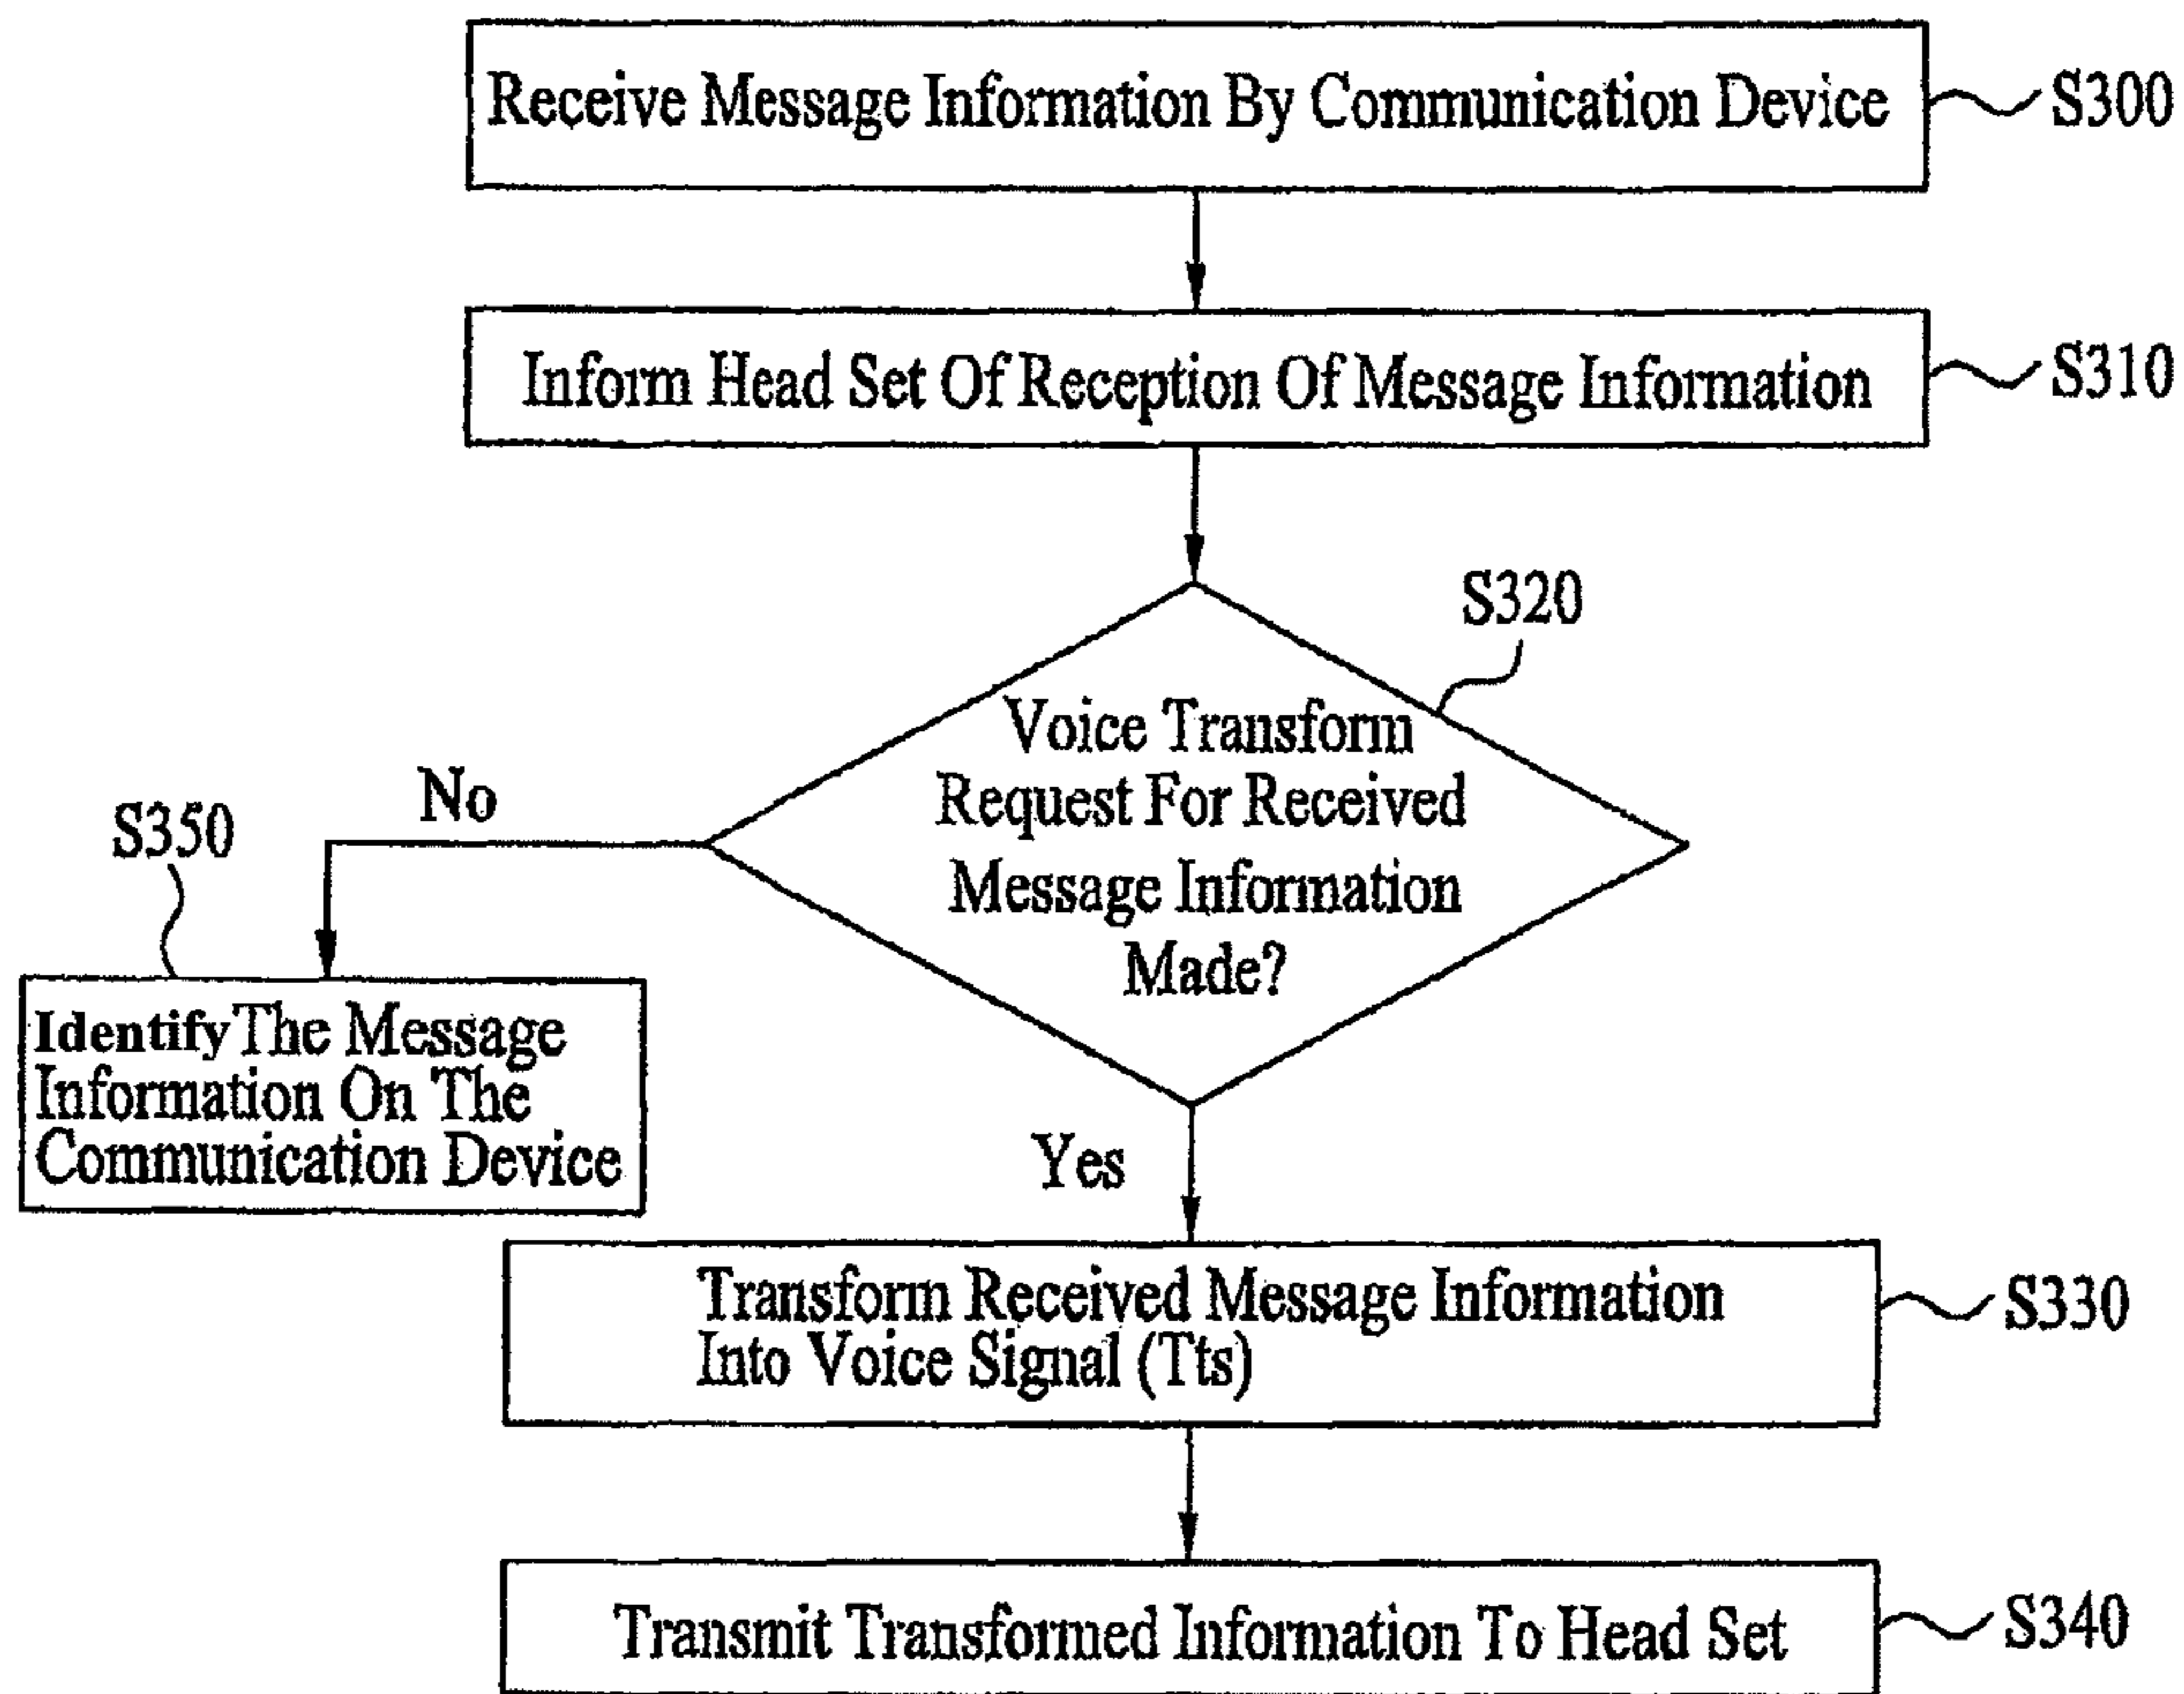 Receive Message Information By Communication Device
S300
Inform Head Set Of Reception Of Message Information
S310
S320
Voice Transform
Request For Received
Message Information
Made?
No
S350
Identify The Message
Information On The
Communication Device
Yes
Transform Received Message Information
Into Voice Signal (Tts)
S330
Transmit Transformed Information To Head Set
S340